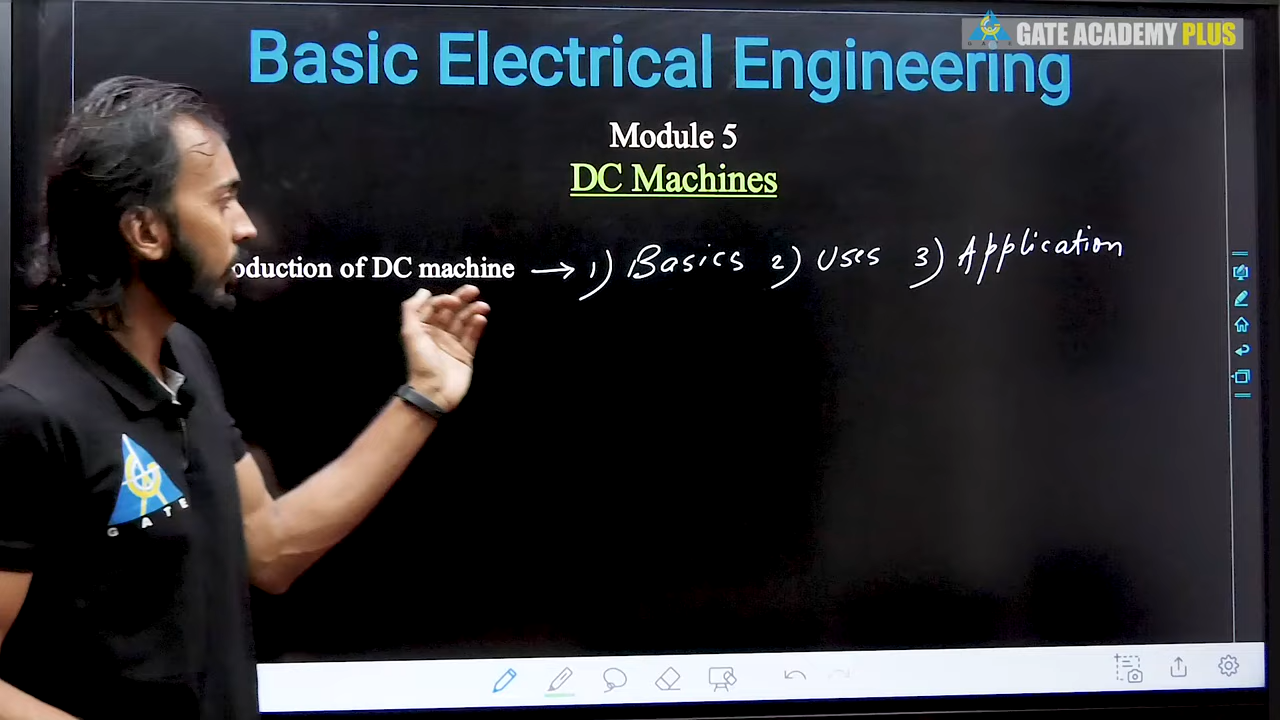 GATE ACADEMY PLUS
Basic Electrical Engineering
Module 5
DC Machines
oduction of DC machine → 1) Basics 2) Uses 3) Application
GATE